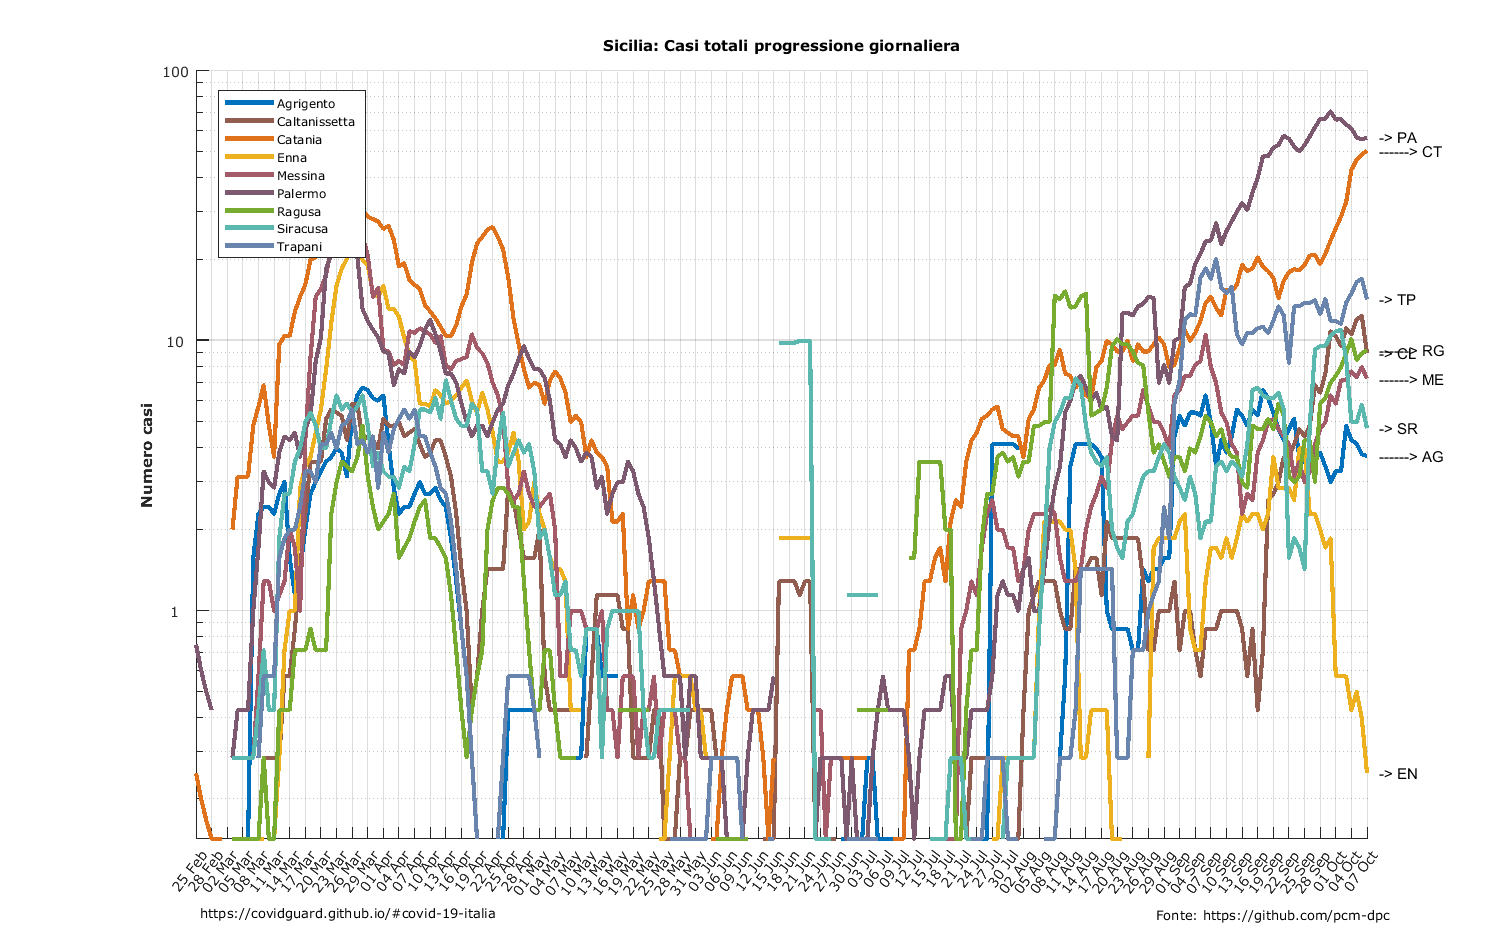 Sicilia: Casi totali progressione giornaliera
Numero casi
100
10
1
Agrigento
Caltanissetta
Catania
Enna
Messina
Palermo
Ragusa
Siracusa
Trapani
-> PA
------> CT
-> TP
------> RG
-> CL
------> ME
-> SR
------> AG
-> EN
25 Feb
28 Feb
02 Mar
05 Mar
08 Mar
11 Mar
14 Mar
17 Mar
20 Mar
23 Mar
26 Mar
29 Mar
01 Apr
04 Apr
07 Apr
10 Apr
13 Apr
16 Apr
19 Apr
22 Apr
25 Apr
28 Apr
01 May
04 May
07 May
10 May
13 May
16 May
19 May
22 May
25 May
28 May
31 May
03 Jun
06 Jun
09 Jun
12 Jun
15 Jun
18 Jun
21 Jun
24 Jun
27 Jun
30 Jun
03 Jul
06 Jul
09 Jul
12 Jul
15 Jul
18 Jul
21 Jul
24 Jul
27 Jul
30 Jul
02 Aug
05 Aug
08 Aug
11 Aug
14 Aug
17 Aug
20 Aug
23 Aug
26 Aug
29 Aug
01 Sep
04 Sep
07 Sep
10 Sep
13 Sep
16 Sep
19 Sep
22 Sep
25 Sep
28 Sep
01 Oct
04 Oct
07 Oct
https://covidguard.github.io/#covid-19-italia
Fonte: https://github.com/pcm-dpc